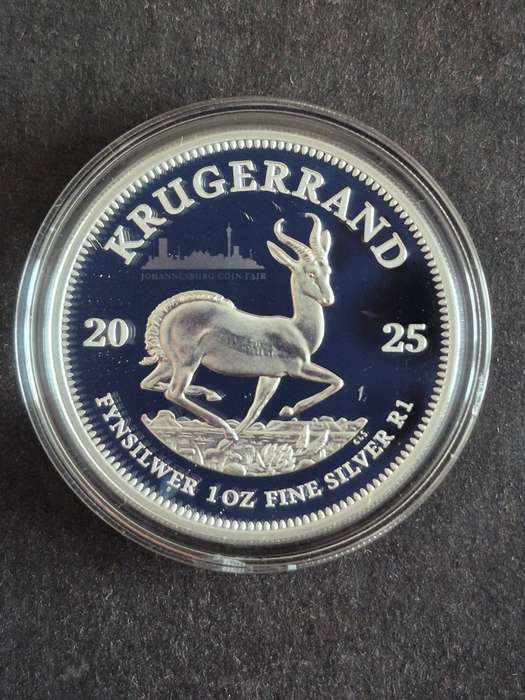 KRUGERRAND
JOHANNESBURG COIN FAIR
20 25
FYNSILWER 1 OZ FINE SILVER R1